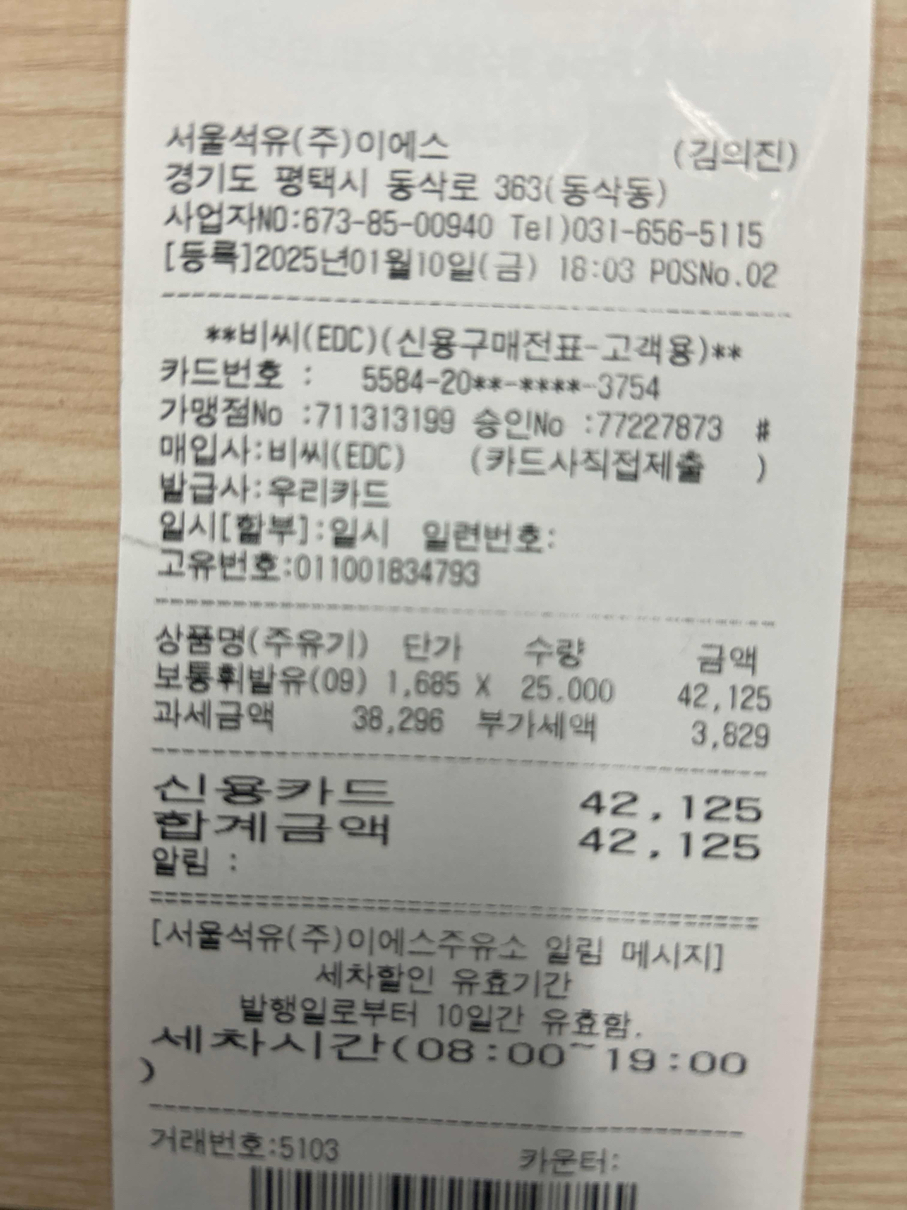 서울석유(주)이에스 (김의진)
경기도 평택시 동삭로 363(동삭동)
사업자NO:673-85-00940 Tel)031-656-5115
[등록]2025년01월10일(금) 18:03 POSNo.02
**비씨(EDC)(신용구매전표-고객용)**
카드번호 : 5584-20**-****-3754
가맹점No :711313199 승인No :77227873 #
매입사:비씨(EDC) (카드사직접제출 )
발급사:우리카드
일시[할부]:일시 일련번호:
고유번호:011001834793
상품명(주유기) 단가 수량 금액
보통휘발유(09) 1,685 X 25.000 42,125
과세금액 38,296 부가세액 3,829
신용카드 42,125
합계금액 42,125
알림 :
[서울석유(주)이에스주유소 알림 메시지]
세차할인 유효기간
발행일로부터 10일간 유효함.
세차시간(08:00~19:00
)
거래번호:5103 카운터: